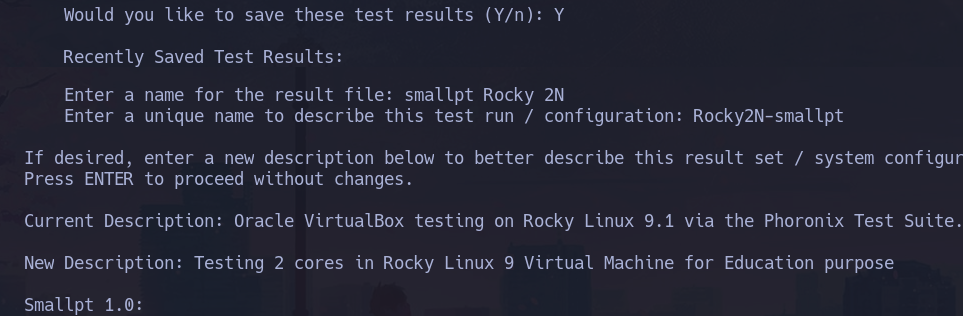 Would you like to save these test results (Y/n): Y
Recently Saved Test Results:
Enter a name for the result file: smallpt Rocky 2N
Enter a unique name to describe this test run / configuration: Rocky2N-smallpt
If desired, enter a new description below to better describe this result set / system configur
Press ENTER to proceed without changes.
Current Description: Oracle VirtualBox testing on Rocky Linux 9.1 via the Phoronix Test Suite.
New Description: Testing 2 cores in Rocky Linux 9 Virtual Machine for Education purpose
Smallpt 1.0: